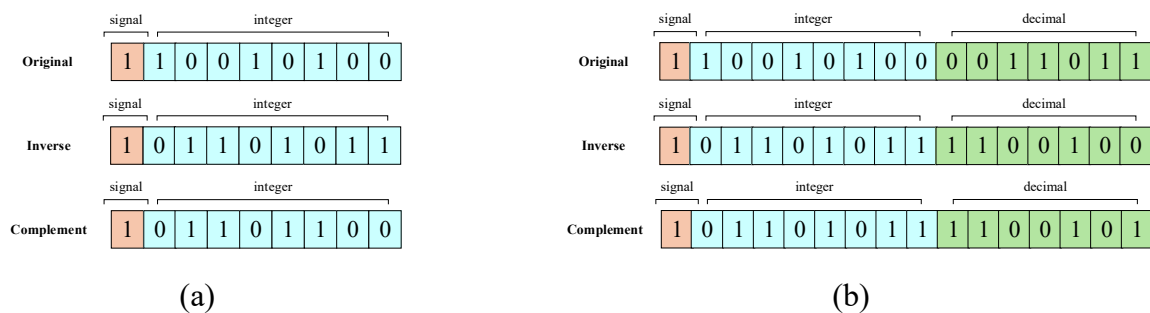 signal integer
Original 1 1 0 0 1 0 1 0 0
signal integer
Inverse 1 0 1 1 0 1 0 1 1
signal integer
Complement 1 0 1 1 0 1 1 0 0
(a)
signal integer decimal
Original 1 1 0 0 1 0 1 0 0 0 0 1 1 0 1 1
signal integer decimal
Inverse 1 0 1 1 0 1 0 1 1 1 1 0 0 1 0 0
signal integer decimal
Complement 1 0 1 1 0 1 0 1 1 1 1 0 0 1 0 1
(b)